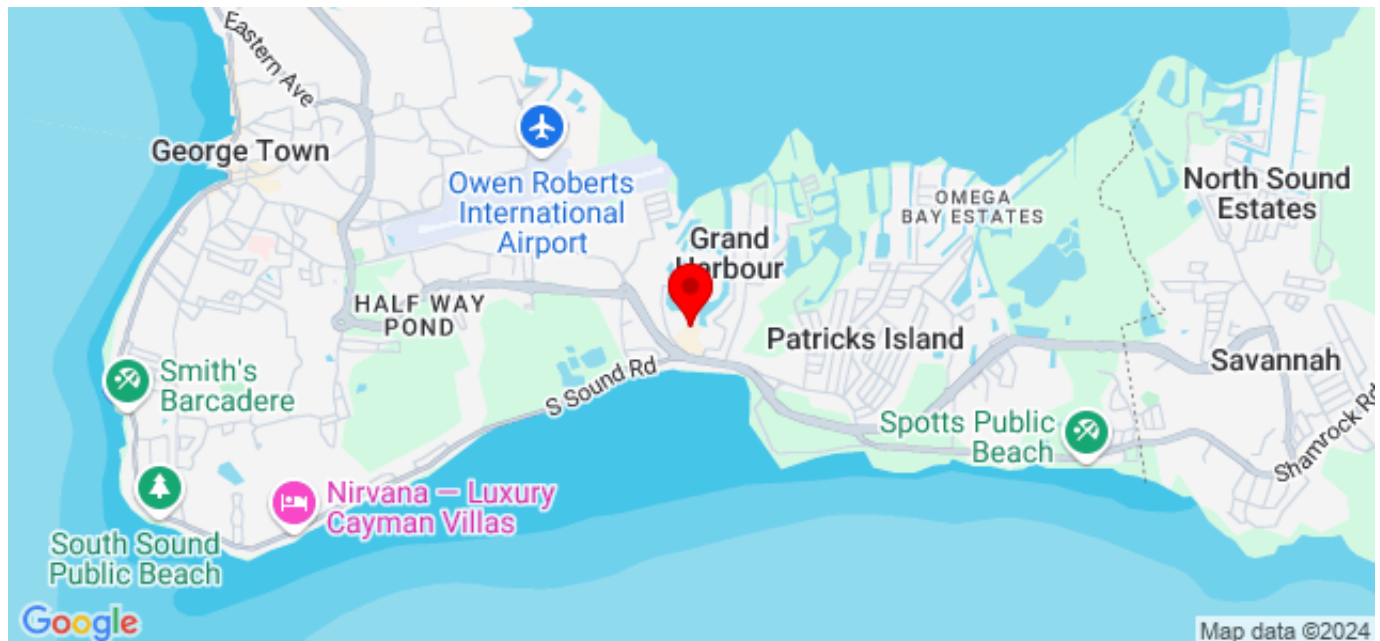 Eastern Ave
George Town
Owen Roberts
International
Airport
Grand
Harbour
OMEGA
BAY ESTATES
North Sound
Estates
HALF WAY
POND
Patricks Island
Savannah
Smith's
Barcadere
S Sound Rd
Spotts Public
Beach
Shamrock Rd
Nirvana — Luxury
Cayman Villas
South Sound
Public Beach
Google
Map data ©2024